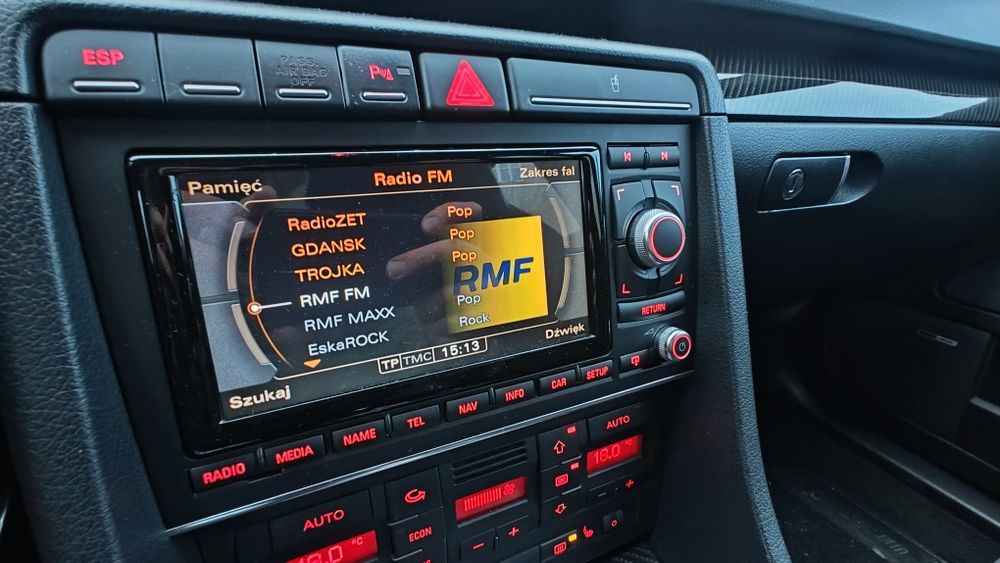 ESP
PASS.
AIR BAG
OFF
P
Pamięć
Radio FM
Zakres fal
RadioZET Pop
GDANSK Pop
TROJKA Pop
RMF FM Pop
RMF MAXX Rock
EskaROCK
RMF
TP TMC 15:13
Szukaj
Dźwięk
RETURN
RADIO
MEDIA
NAME
TEL
NAV
INFO
CAR
SETUP
AUTO
18.0 °C
AUTO
18.0 °C
ECON